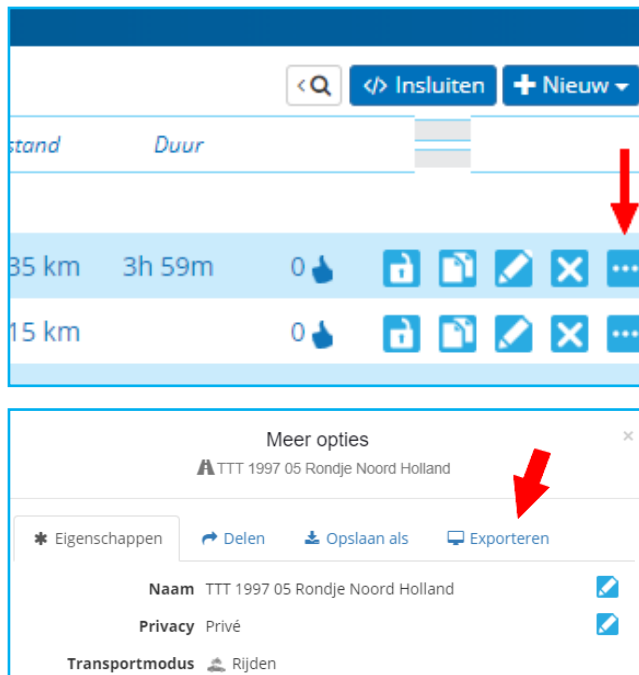 </> Insluiten + Nieuw
stand Duur
35 km 3h 59m 0
15 km 0
Meer opties ×
TTT 1997 05 Rondje Noord Holland
Eigenschappen Delen Opslaan als Exporteren
Naam TTT 1997 05 Rondje Noord Holland
Privacy Privé
Transportmodus Rijden